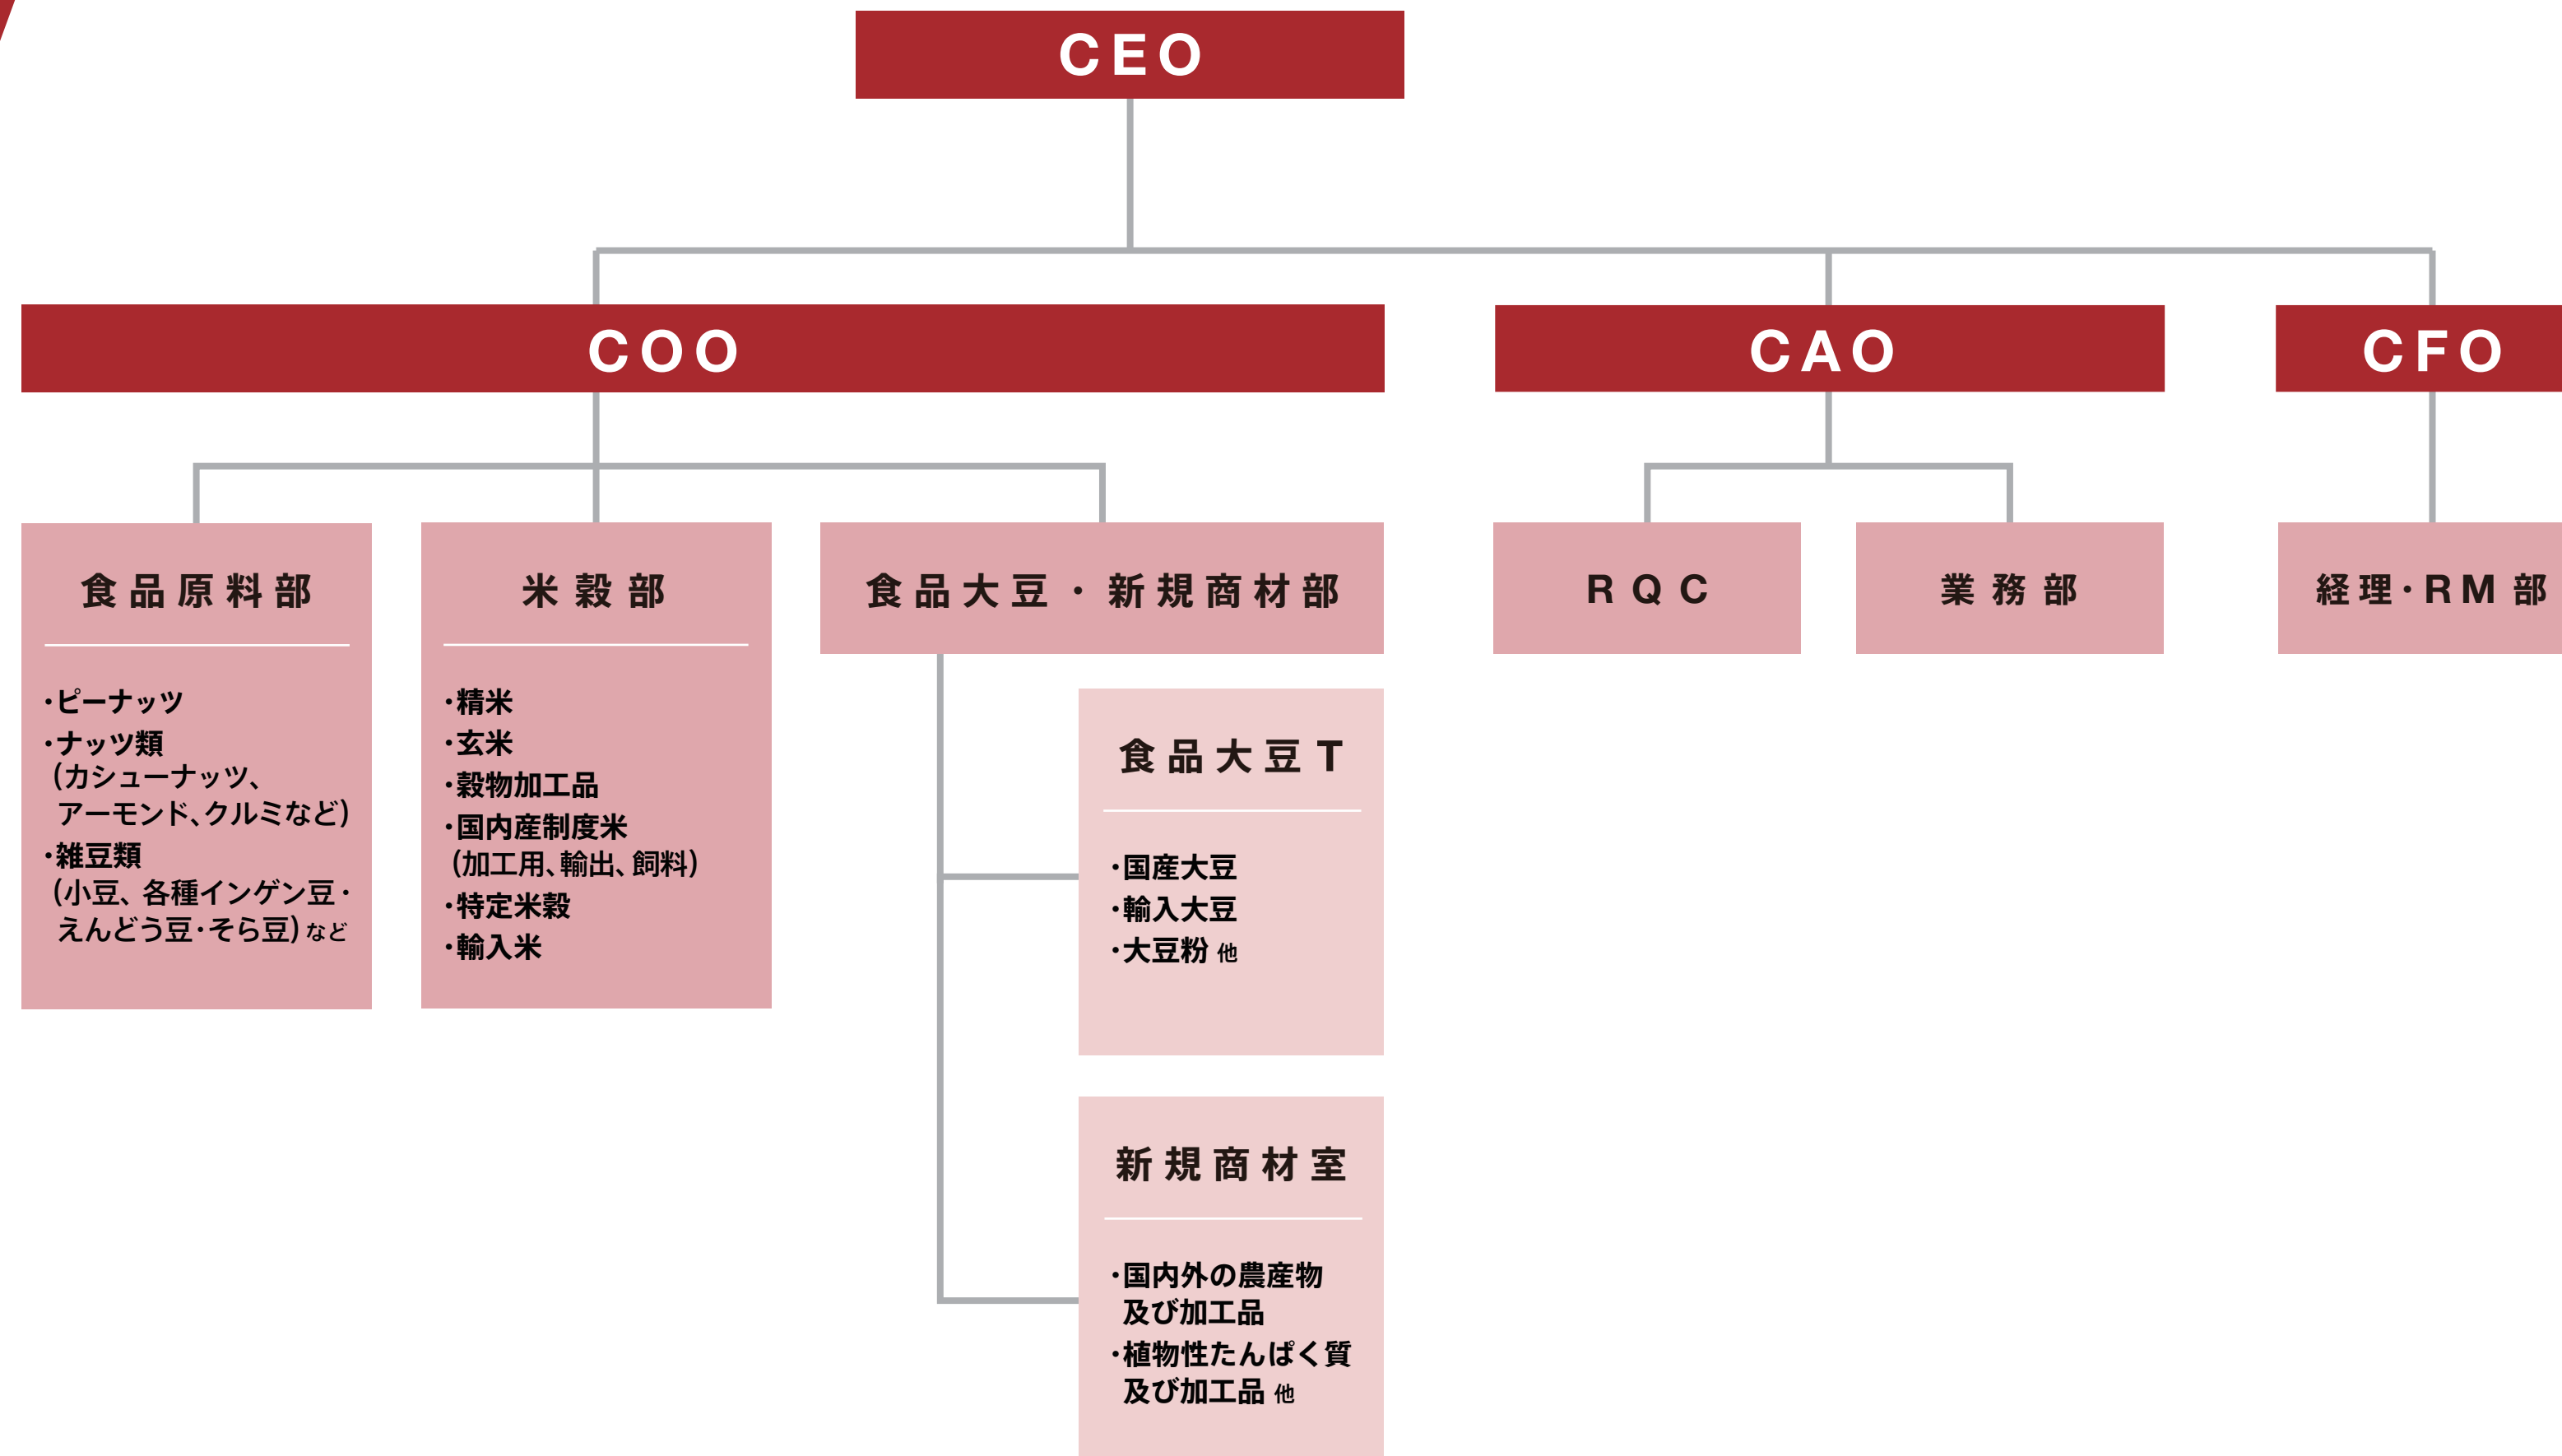 CEO
COO
CAO
CFO
食品原料部
・ピーナッツ
・ナッツ類
(カシューナッツ、
アーモンド、クルミなど)
・雑豆類
(小豆、各種インゲン豆・
えんどう豆・そら豆)など
米穀部
・精米
・玄米
・穀物加工品
・国内産制度米
(加工用、輸出、飼料)
・特定米穀
・輸入米
食品大豆・新規商材部
食品大豆T
・国産大豆
・輸入大豆
・大豆粉 他
新規商材室
・国内外の農産物
及び加工品
・植物性たんぱく質
及び加工品 他
RQC
業務部
経理・RM部